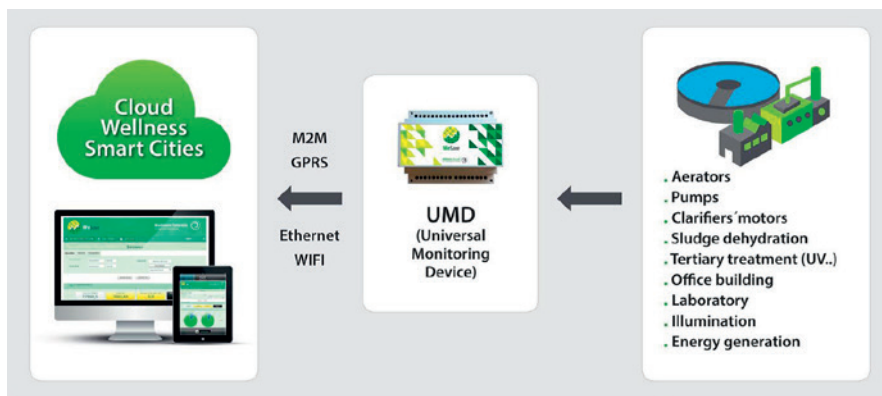 Cloud
Wellness
Smart Cities
M2M
GPRS
Ethernet
WIFI
UMD
(Universal
Monitoring
Device)
. Aerators
. Pumps
. Clarifiers´motors
. Sludge dehydration
. Tertiary treatment (UV..)
. Office building
. Laboratory
. Illumination
. Energy generation